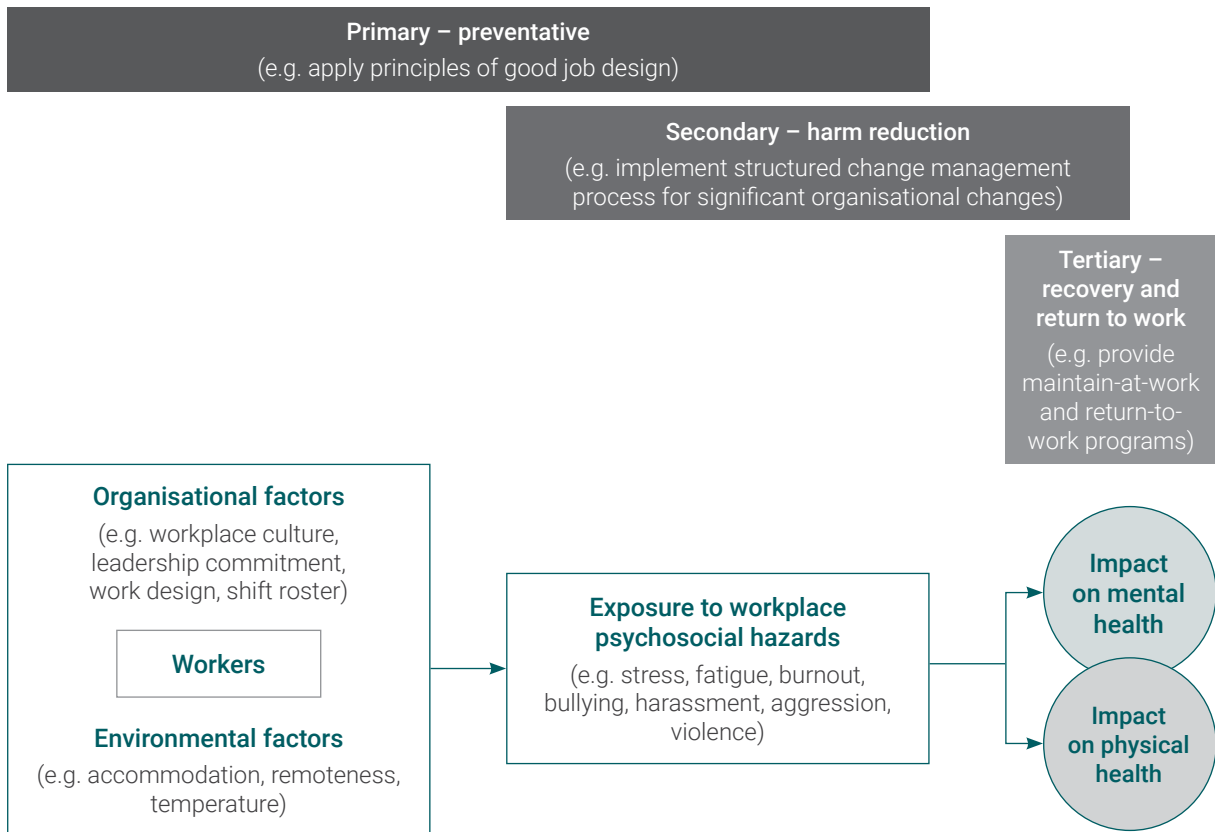 Primary – preventative
(e.g. apply principles of good job design)
Secondary – harm reduction
(e.g. implement structured change management
process for significant organisational changes)
Tertiary –
recovery and
return to work
(e.g. provide
maintain-at-work
and return-to-
work programs)
Organisational factors
(e.g. workplace culture,
leadership commitment,
work design, shift roster)
Workers
Environmental factors
(e.g. accommodation, remoteness,
temperature)
Exposure to workplace
psychosocial hazards
(e.g. stress, fatigue, burnout,
bullying, harassment, aggression,
violence)
Impact
on mental
health
Impact
on physical
health